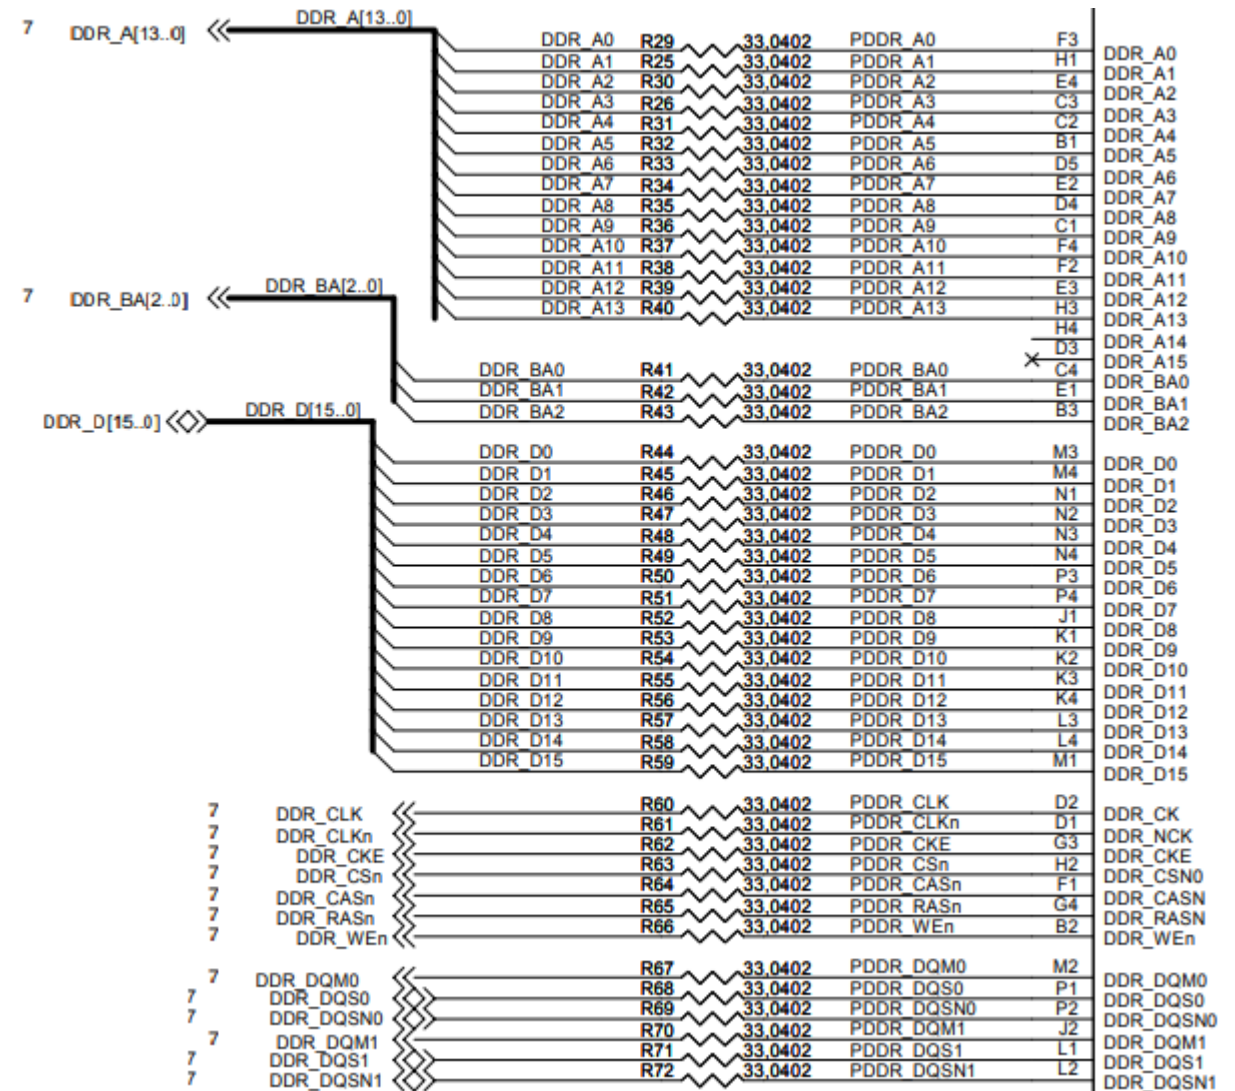 7 DDR_A[13..0] DDR_A[13..0]
DDR_A0 R29 33,0402 PDDR_A0 F3 DDR_A0
DDR_A1 R25 33,0402 PDDR_A1 H1 DDR_A1
DDR_A2 R30 33,0402 PDDR_A2 E4 DDR_A2
DDR_A3 R26 33,0402 PDDR_A3 C3 DDR_A3
DDR_A4 R31 33,0402 PDDR_A4 C2 DDR_A4
DDR_A5 R32 33,0402 PDDR_A5 B1 DDR_A5
DDR_A6 R33 33,0402 PDDR_A6 D5 DDR_A6
DDR_A7 R34 33,0402 PDDR_A7 E2 DDR_A7
DDR_A8 R35 33,0402 PDDR_A8 D4 DDR_A8
DDR_A9 R36 33,0402 PDDR_A9 C1 DDR_A9
DDR_A10 R37 33,0402 PDDR_A10 F4 DDR_A10
DDR_A11 R38 33,0402 PDDR_A11 F2 DDR_A11
7 DDR_BA[2..0] DDR_BA[2..0]
DDR_A12 R39 33,0402 PDDR_A12 E3 DDR_A12
DDR_A13 R40 33,0402 PDDR_A13 H3 DDR_A13
H4 DDR_A14
D3 DDR_A15
DDR_BA0 R41 33,0402 PDDR_BA0 C4 DDR_BA0
DDR_BA1 R42 33,0402 PDDR_BA1 E1 DDR_BA1
DDR_BA2 R43 33,0402 PDDR_BA2 B3 DDR_BA2
DDR_D[15..0] DDR_D[15..0]
DDR_D0 R44 33,0402 PDDR_D0 M3 DDR_D0
DDR_D1 R45 33,0402 PDDR_D1 M4 DDR_D1
DDR_D2 R46 33,0402 PDDR_D2 N1 DDR_D2
DDR_D3 R47 33,0402 PDDR_D3 N2 DDR_D3
DDR_D4 R48 33,0402 PDDR_D4 N3 DDR_D4
DDR_D5 R49 33,0402 PDDR_D5 N4 DDR_D5
DDR_D6 R50 33,0402 PDDR_D6 P3 DDR_D6
DDR_D7 R51 33,0402 PDDR_D7 P4 DDR_D7
DDR_D8 R52 33,0402 PDDR_D8 J1 DDR_D8
DDR_D9 R53 33,0402 PDDR_D9 K1 DDR_D9
DDR_D10 R54 33,0402 PDDR_D10 K2 DDR_D10
DDR_D11 R55 33,0402 PDDR_D11 K3 DDR_D11
DDR_D12 R56 33,0402 PDDR_D12 K4 DDR_D12
DDR_D13 R57 33,0402 PDDR_D13 L3 DDR_D13
DDR_D14 R58 33,0402 PDDR_D14 L4 DDR_D14
DDR_D15 R59 33,0402 PDDR_D15 M1 DDR_D15
7 DDR_CLK R60 33,0402 PDDR_CLK D2 DDR_CK
7 DDR_CLKn R61 33,0402 PDDR_CLKn D1 DDR_NCK
7 DDR_CKE R62 33,0402 PDDR_CKE G3 DDR_CKE
7 DDR_CSn R63 33,0402 PDDR_CSn H2 DDR_CSN0
7 DDR_CASn R64 33,0402 PDDR_CASn F1 DDR_CASN
7 DDR_RASn R65 33,0402 PDDR_RASn G4 DDR_RASN
7 DDR_WEn R66 33,0402 PDDR_WEn B2 DDR_WEn
7 DDR_DQM0 R67 33,0402 PDDR_DQM0 M2 DDR_DQM0
7 DDR_DQS0 R68 33,0402 PDDR_DQS0 P1 DDR_DQS0
7 DDR_DQSN0 R69 33,0402 PDDR_DQSN0 P2 DDR_DQSN0
7 DDR_DQM1 R70 33,0402 PDDR_DQM1 J2 DDR_DQM1
7 DDR_DQS1 R71 33,0402 PDDR_DQS1 L1 DDR_DQS1
7 DDR_DQSN1 R72 33,0402 PDDR_DQSN1 L2 DDR_DQSN1